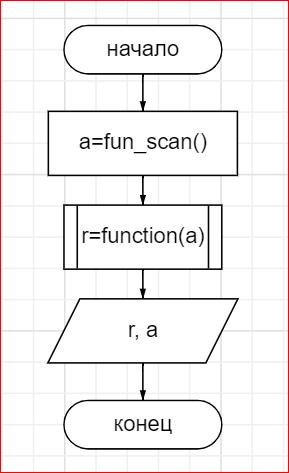 начало
a=fun_scan()
r=function(a)
r, a
конец